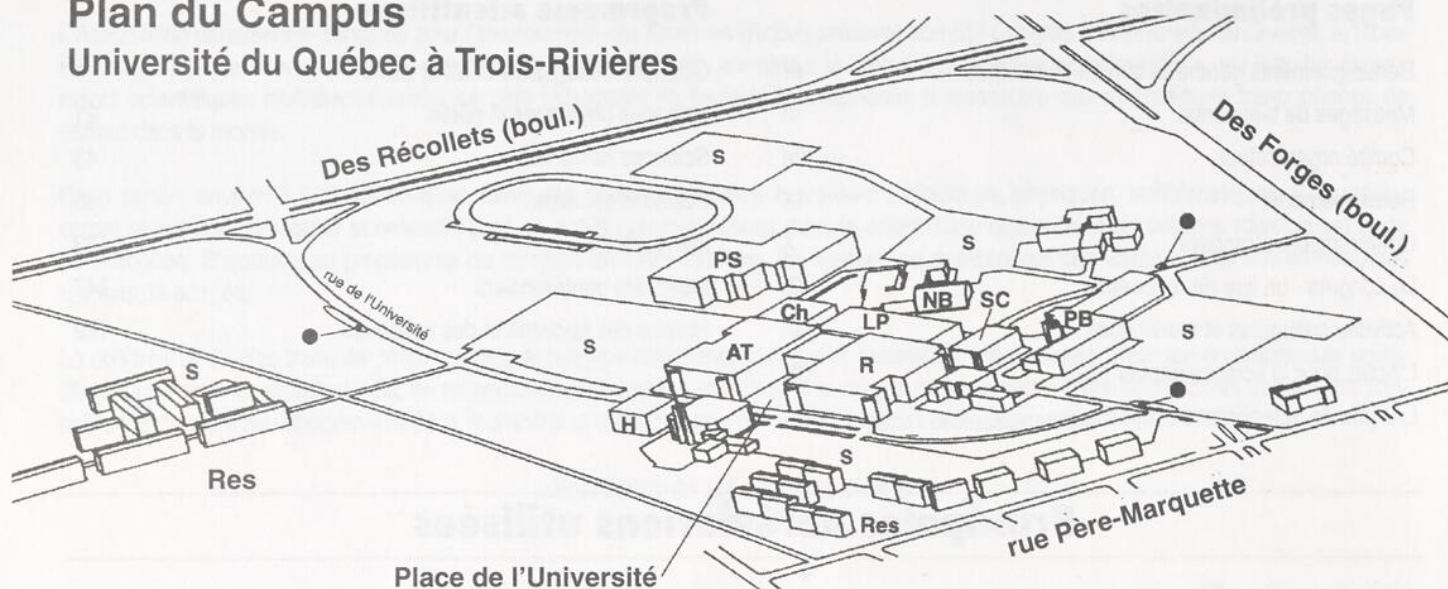 Plan du Campus
Université du Québec à Trois-Rivières
Des Récollets (boul.)
Des Forges (boul.)
rue de l'Université
S
S
PS
Ch.
LP
NB
SC
PB
S
S
AT
R
S
H
S
Res
Res
rue Père-Marquette
Place de l'Université